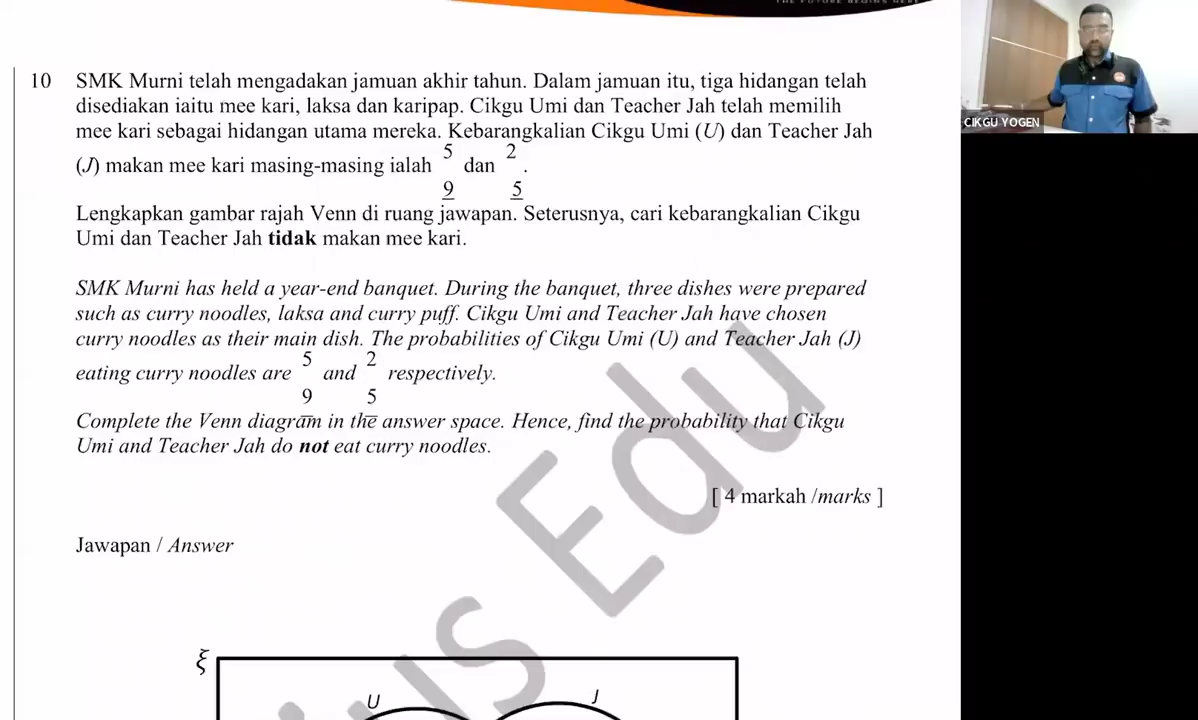 THE FUTURE BEGINS HERE
10 SMK Murni telah mengadakan jamuan akhir tahun. Dalam jamuan itu, tiga hidangan telah
disediakan iaitu mee kari, laksa dan karipap. Cikgu Umi dan Teacher Jah telah memilih
mee kari sebagai hidangan utama mereka. Kebarangkalian Cikgu Umi (U) dan Teacher Jah
(J) makan mee kari masing-masing ialah 5/9 dan 2/5.
Lengkapkan gambar rajah Venn di ruang jawapan. Seterusnya, cari kebarangkalian Cikgu
Umi dan Teacher Jah tidak makan mee kari.
SMK Murni has held a year-end banquet. During the banquet, three dishes were prepared
such as curry noodles, laksa and curry puff. Cikgu Umi and Teacher Jah have chosen
curry noodles as their main dish. The probabilities of Cikgu Umi (U) and Teacher Jah (J)
eating curry noodles are 5/9 and 2/5 respectively.
Complete the Venn diagram in the answer space. Hence, find the probability that Cikgu
Umi and Teacher Jah do not eat curry noodles.
[ 4 markah /marks ]
Jawapan / Answer
ξ
U J
CIKGU YOGEN
Edu